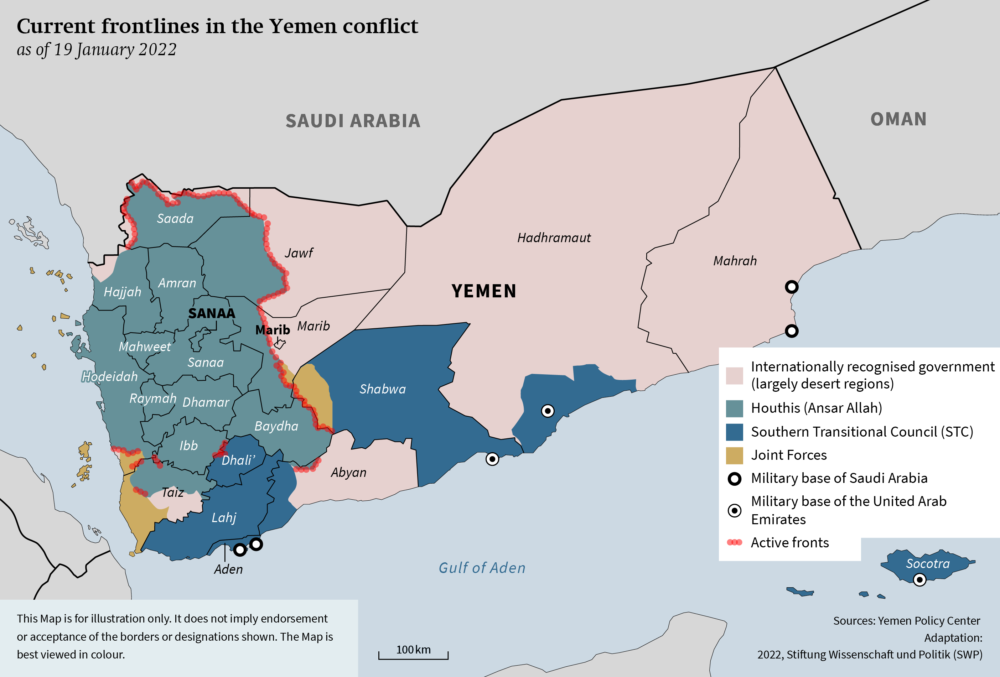 Current frontlines in the Yemen conflict
as of 19 January 2022
SAUDI ARABIA
OMAN
Saada
Jawf
Hadhramaut
Mahrah
Hajjah
Amran
YEMEN
SANAA
Marib
Marib
Mahweet
Sanaa
Hodeidah
Raymah
Dhamar
Shabwa
Baydha
Ibb
Dhali’
Abyan
Taiz
Lahj
Aden
Gulf of Aden
Socotra
Internationally recognised government
(largely desert regions)
Houthis (Ansar Allah)
Southern Transitional Council (STC)
Joint Forces
Military base of Saudi Arabia
Military base of the United Arab
Emirates
Active fronts
This Map is for illustration only. It does not imply endorsement
or acceptance of the borders or designations shown. The Map is
best viewed in colour.
100 km
Sources: Yemen Policy Center
Adaptation:
2022, Stiftung Wissenschaft und Politik (SWP)